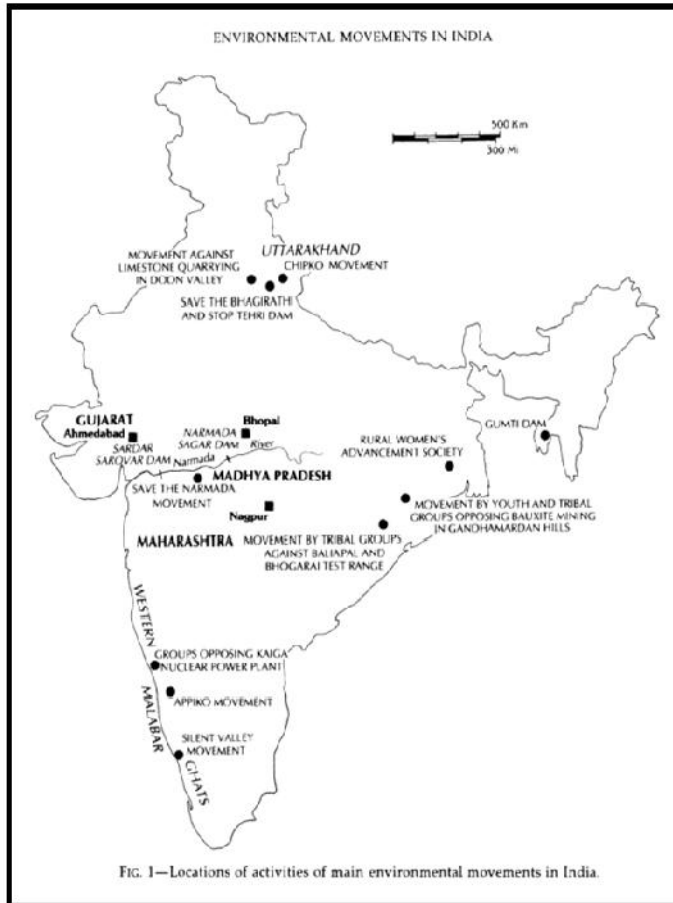 ENVIRONMENTAL MOVEMENTS IN INDIA
500 Km
300 Mi
UTTARAKHAND
MOVEMENT AGAINST
LIMESTONE QUARRYING
IN DOON VALLEY
CHIPKO MOVEMENT
SAVE THE BHAGIRATHI
AND STOP TEHRI DAM
GUJARAT
Ahmedabad
SARDAR
SAROVAR DAM
Bhopal
NARMADA
SAGAR DAM
River
Narmada
MADHYA PRADESH
SAVE THE NARMADA
MOVEMENT
Nagpur
MAHARASHTRA
GUMTI DAM
RURAL WOMEN'S
ADVANCEMENT SOCIETY
MOVEMENT BY YOUTH AND TRIBAL
GROUPS OPPOSING BAUXITE MINING
IN GANDHAMARDAN HILLS
MOVEMENT BY TRIBAL GROUPS
AGAINST BALIAPAL AND
BHOGARAI TEST RANGE
WESTERN
GHATS
MALABAR
GROUPS OPPOSING KAIGA
NUCLEAR POWER PLANT
APPIKO MOVEMENT
SILENT VALLEY
MOVEMENT
FIG. 1—Locations of activities of main environmental movements in India.